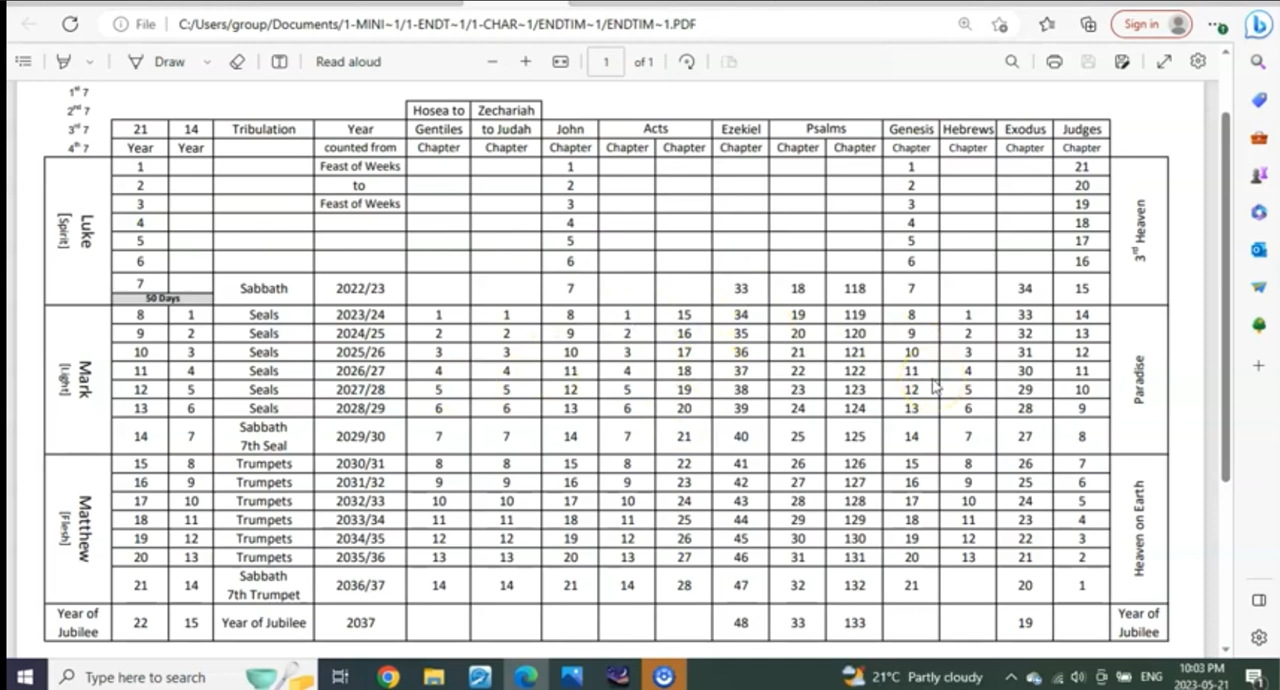 File C:/Users/group/Documents/1-MINI~1/1-ENDT~1/1-CHAR~1/ENDTIM~1/ENDTIM~1.PDF Sign in
Draw Read aloud 1 of 1
1st 7
2nd 7 Hosea to Zechariah
3rd 7 21 14 Tribulation Year Gentiles to Judah John Acts Ezekiel Psalms Genesis Hebrews Exodus Judges
4th 7 Year Year counted from Chapter Chapter Chapter Chapter Chapter Chapter Chapter Chapter Chapter Chapter Chapter Chapter
Luke
[Spirit]
1 Feast of Weeks 1 1 21
2 to 2 2 20
3 Feast of Weeks 3 3 19
4 4 4 18
5 5 5 17
6 6 6 16
7 Sabbath 2022/23 7 33 18 118 7 34 15
50 Days
3rd Heaven
Mark
[Light]
8 1 Seals 2023/24 1 1 8 1 15 34 19 119 8 1 33 14
9 2 Seals 2024/25 2 2 9 2 16 35 20 120 9 2 32 13
10 3 Seals 2025/26 3 3 10 3 17 36 21 121 10 3 31 12
11 4 Seals 2026/27 4 4 11 4 18 37 22 122 11 4 30 11
12 5 Seals 2027/28 5 5 12 5 19 38 23 123 12 5 29 10
13 6 Seals 2028/29 6 6 13 6 20 39 24 124 13 6 28 9
14 7 Sabbath 2029/30 7 7 14 7 21 40 25 125 14 7 27 8
7th Seal
Paradise
Matthew
[Flesh]
15 8 Trumpets 2030/31 8 8 15 8 22 41 26 126 15 8 26 7
16 9 Trumpets 2031/32 9 9 16 9 23 42 27 127 16 9 25 6
17 10 Trumpets 2032/33 10 10 17 10 24 43 28 128 17 10 24 5
18 11 Trumpets 2033/34 11 11 18 11 25 44 29 129 18 11 23 4
19 12 Trumpets 2034/35 12 12 19 12 26 45 30 130 19 12 22 3
20 13 Trumpets 2035/36 13 13 20 13 27 46 31 131 20 13 21 2
21 14 Sabbath 2036/37 14 14 21 14 28 47 32 132 21 20 1
7th Trumpet
Heaven on Earth
Year of Jubilee 22 15 Year of Jubilee 2037 48 33 133 19 Year of Jubilee
Type here to search 21°C Partly cloudy ENG 10:03 PM
2023-05-21